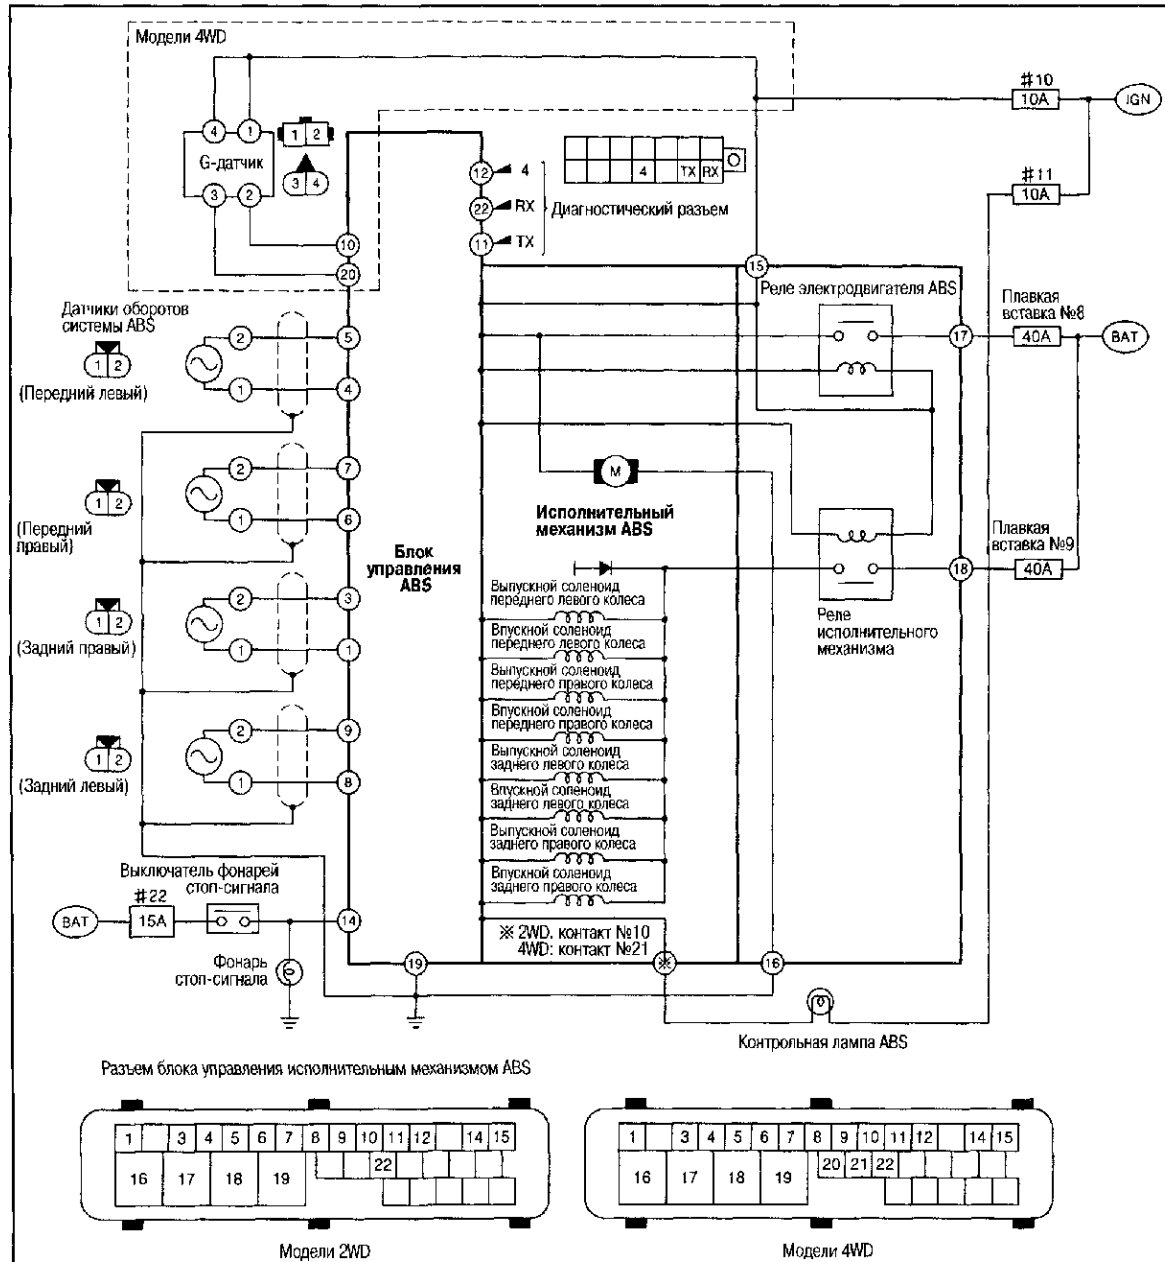 Модели 4WD
#10
10A
IGN
4 1
1 2
G-датчик
3 4
3 2
12 4
4 TX RX
22 RX
Диагностический разъем
11 TX
#11
10A
10
20
15
Реле электродвигателя ABS
Датчики оборотов
системы ABS
1 2
(Передний левый)
2
1
5
4
17
Плавкая
вставка №8
40A
BAT
1 2
(Передний
правый)
2
1
7
6
M
Исполнительный
механизм ABS
Блок
управления
ABS
Плавкая
вставка №9
18
40A
Реле
исполнительного
механизма
1 2
(Задний правый)
2
1
3
1
Выпускной соленоид
переднего левого колеса
Впускной соленоид
переднего левого колеса
Выпускной соленоид
переднего правого колеса
Впускной соленоид
переднего правого колеса
Выпускной соленоид
заднего левого колеса
Впускной соленоид
заднего левого колеса
Выпускной соленоид
заднего правого колеса
Впускной соленоид
заднего правого колеса
1 2
(Задний левый)
2
1
9
8
Выключатель фонарей
стоп-сигнала
BAT
#22
15A
14
Фонарь
стоп-сигнала
19
※ 2WD. контакт №10
4WD: контакт №21
※
16
Контрольная лампа ABS
Разъем блока управления исполнительным механизмом ABS
1 3 4 5 6 7 8 9 10 11 12 14 15
16 17 18 19 22
Модели 2WD
1 3 4 5 6 7 8 9 10 11 12 14 15
16 17 18 19 20 21 22
Модели 4WD